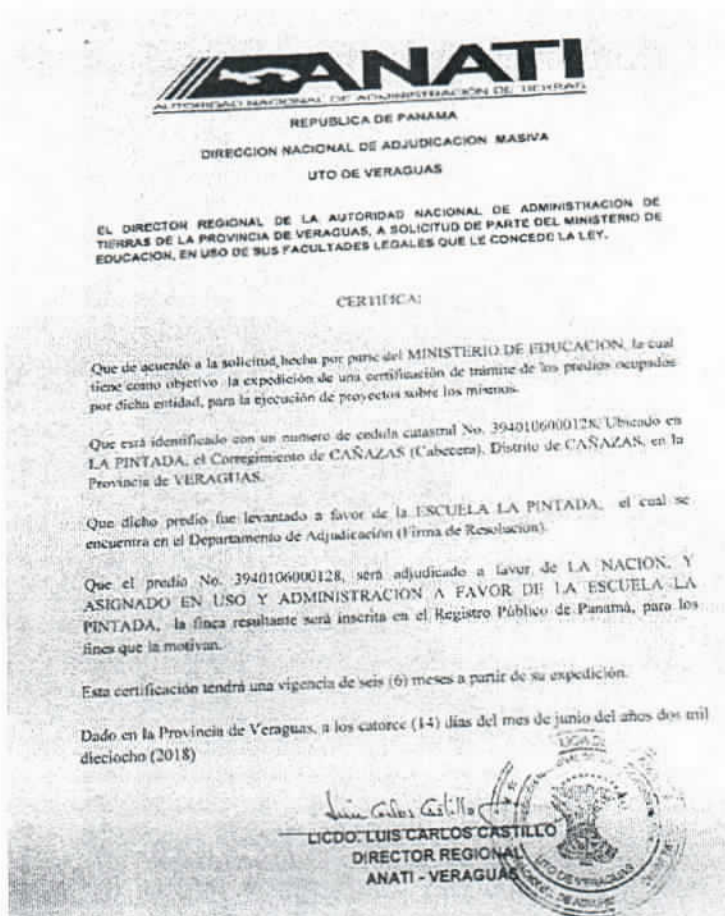 ANATI
AUTORIDAD NACIONAL DE ADMINISTRACIÓN DE TIERRAS
REPUBLICA DE PANAMA
DIRECCION NACIONAL DE ADJUDICACION MASIVA
UTO DE VERAGUAS
EL DIRECTOR REGIONAL DE LA AUTORIDAD NACIONAL DE ADMINISTRACION DE
TIERRAS DE LA PROVINCIA DE VERAGUAS, A SOLICITUD DE PARTE DEL MINISTERIO DE
EDUCACION, EN USO DE SUS FACULTADES LEGALES QUE LE CONCEDE LA LEY.
CERTIFICA:
Que de acuerdo a la solicitud, hecha por parte del MINISTERIO DE EDUCACION, la cual
tiene como objetivo la expedición de una certificación de trámite de los predios ocupados
por dicha entidad, para la ejecución de proyectos sobre los mismos.
Que está identificado con un numero de cedula catastral No. 3940106000128, Ubicado en
LA PINTADA, el Corregimiento de CAÑAZAS (Cabecera), Distrito de CAÑAZAS, en la
Provincia de VERAGUAS.
Que dicho predio fue levantado a favor de la ESCUELA LA PINTADA, el cual se
encuentra en el Departamento de Adjudicación (Firma de Resolución).
Que el predio No. 3940106000128, será adjudicado a favor de LA NACION, Y
ASIGNADO EN USO Y ADMINISTRACION A FAVOR DE LA ESCUELA LA
PINTADA, la finca resultante será inscrita en el Registro Público de Panamá, para los
fines que la motivan.
Esta certificación tendrá una vigencia de seis (6) meses a partir de su expedición.
Dado en la Provincia de Veraguas, a los catorce (14) días del mes de junio del años dos mil
dieciocho (2018)
Luis Carlos Castillo
LICDO. LUIS CARLOS CASTILLO
DIRECTOR REGIONAL
ANATI - VERAGUAS
UTO DE VERAGUAS